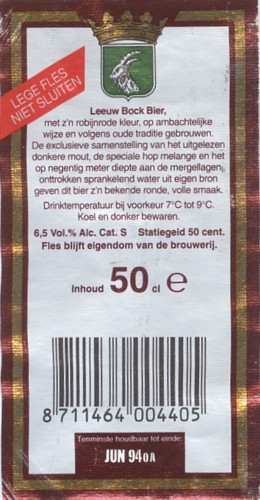 LEGE FLES
NIET SLUITEN
Leeuw Bock Bier,
met z'n robijnrode kleur, op ambachtelijke
wijze en volgens oude traditie gebrouwen.
De exclusieve samenstelling van het uitgelezen
donkere mout, de speciale hop melange en het
op negentig meter diepte aan de mergellagen
onttrokken sprankelend water uit eigen bron
geven dit bier z'n bekende ronde, volle smaak.
Drinktemperatuur bij voorkeur 7°C to 9°C.
Koel en donker bewaren.
6,5 Vol.% Alc. Cat. S Statiegeld 50 cent.
Fles blijft eigendom van de brouwerij.
Inhoud 50 cl e
8 711464 004405
Tenminste houdbaar tot einde:
JUN 94 0A